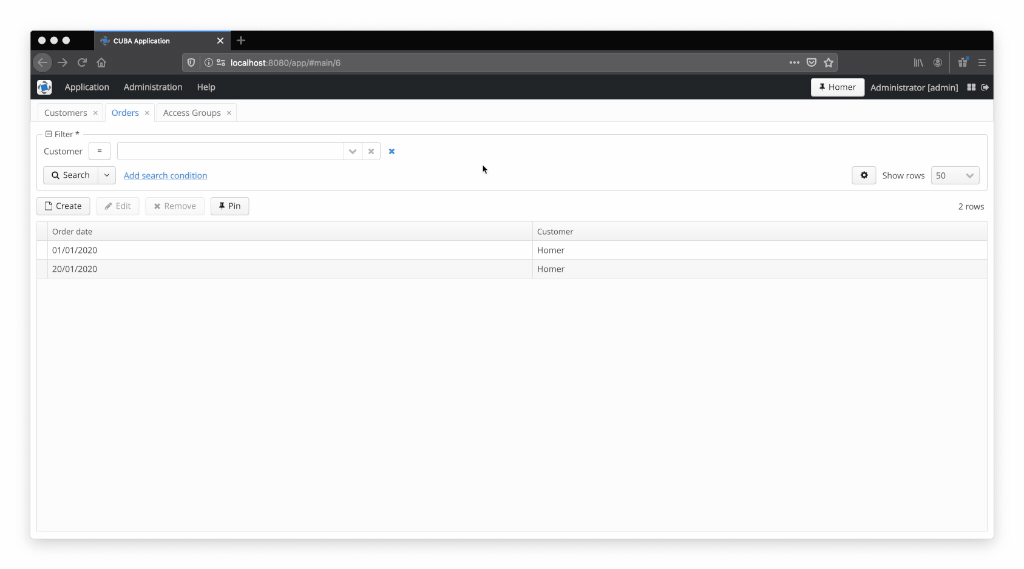 CUBA Application
localhost:8080/app/#main/6
Application Administration Help Homer Administrator [admin]
Customers Orders Access Groups
Filter *
Customer =
Search Add search condition Show rows 50
Create Edit Remove Pin 2 rows
Order date Customer
01/01/2020 Homer
20/01/2020 Homer